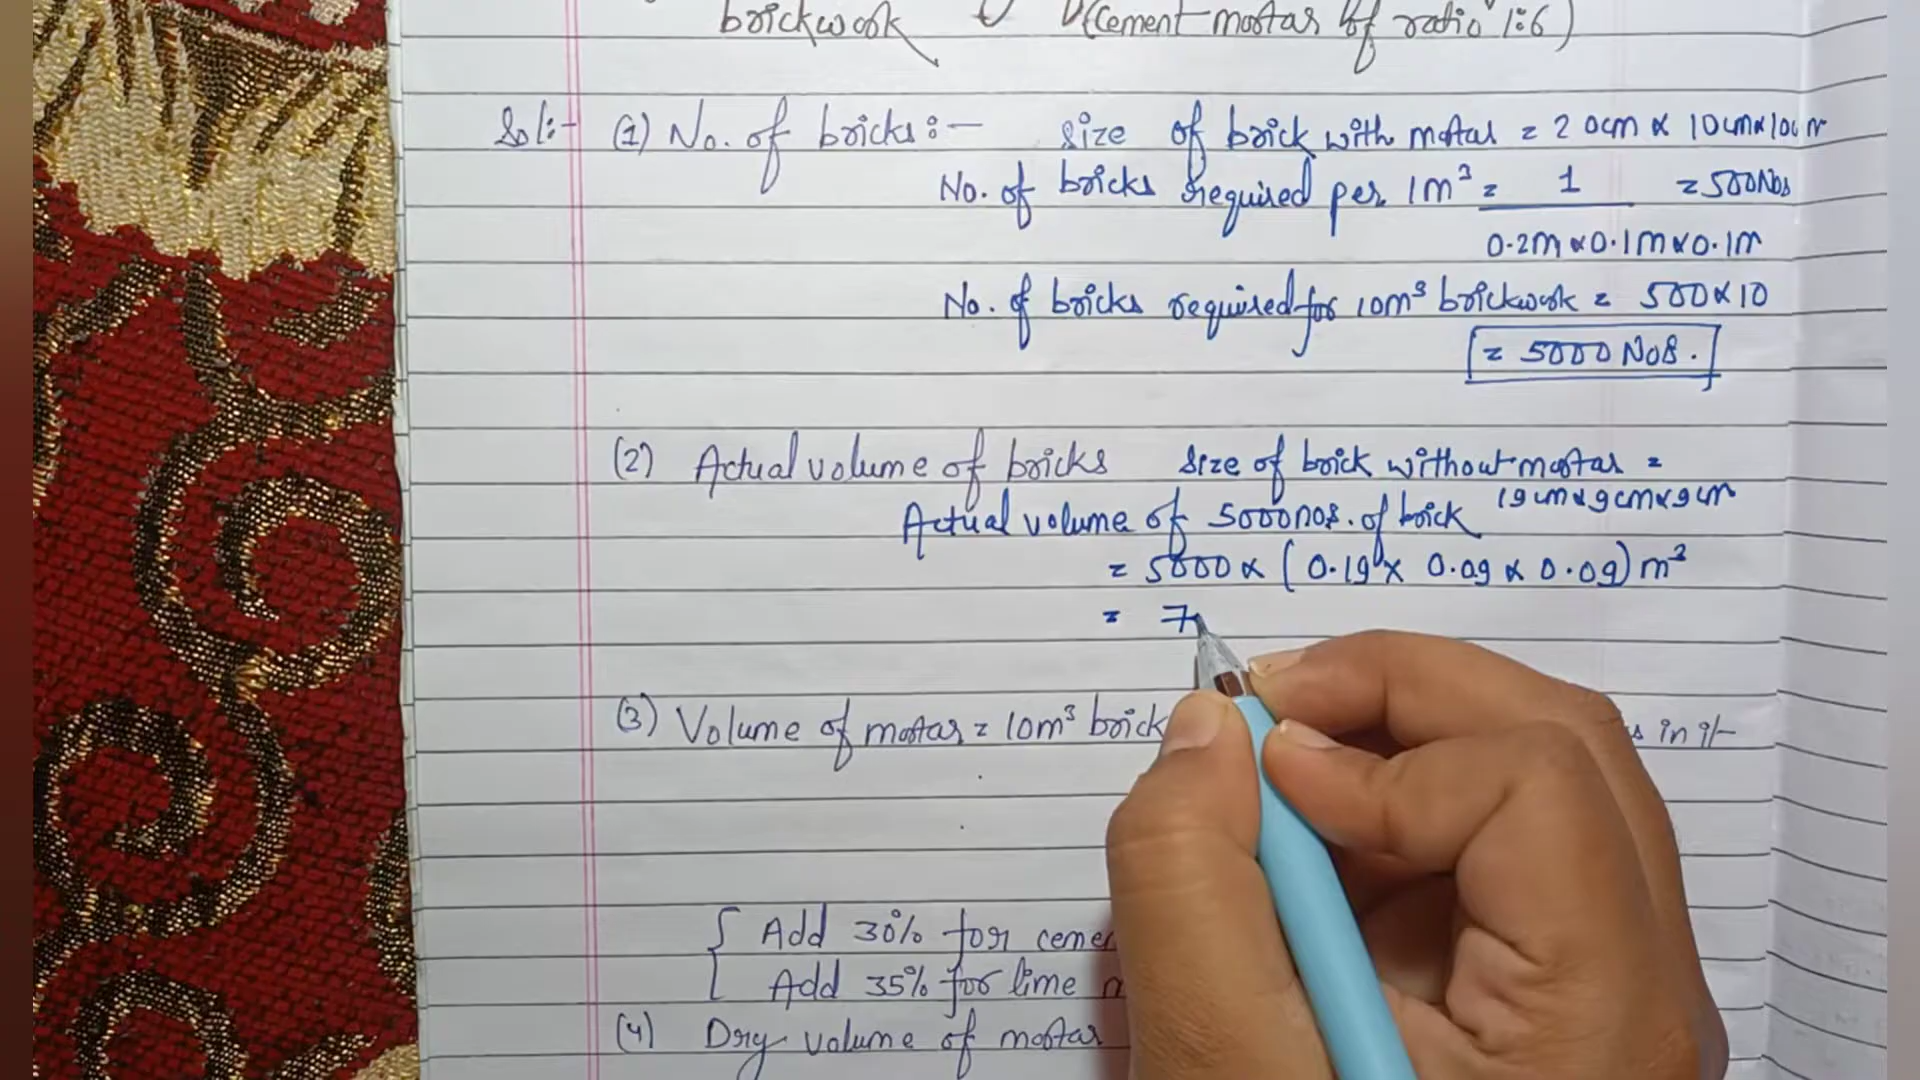 brickwork (Cement mortar of ratio 1:6)
Sol:- (1) No. of bricks:- Size of brick with mortar = 20cm x 10cm x 10cm
No. of bricks required per 1m³ = 1 = 500Nos
0.2m x 0.1m x 0.1m
No. of bricks required for 10m³ brickwork = 500 x 10
= 5000 Nos.
(2) Actual volume of bricks Size of brick without mortar =
19cm x 9cm x 9cm
Actual volume of 5000nos. of brick
= 5000 x (0.19 x 0.09 x 0.09) m³
= 7
(3) Volume of mortar = 10m³ brick in it-
{ Add 30% for cemen
Add 35% for lime m
(4) Dry volume of mortar